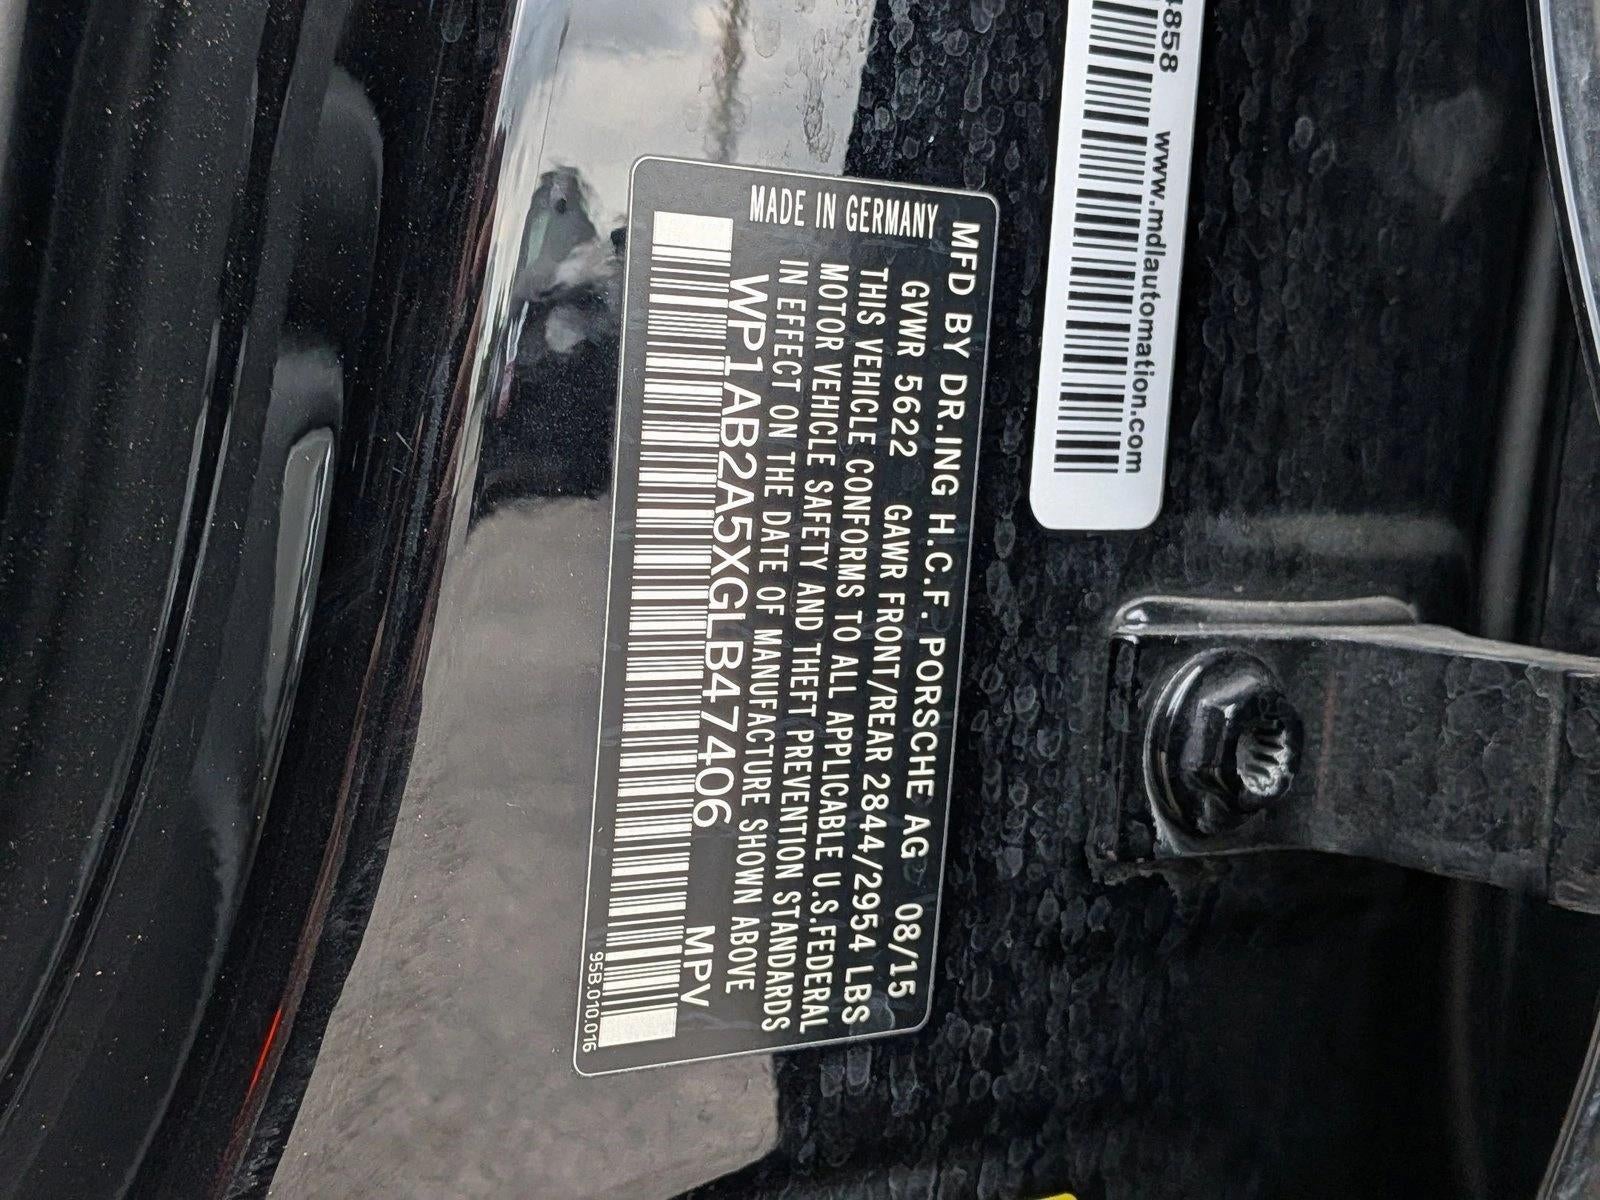 MFD BY DR.ING H.C.F. PORSCHE AG 08/15
GVWR 5622 GAWR FRONT/REAR 2844/2954 LBS
THIS VEHICLE CONFORMS TO ALL APPLICABLE U.S.FEDERAL
MOTOR VEHICLE SAFETY AND THEFT PREVENTION STANDARDS
IN EFFECT ON THE DATE OF MANUFACTURE SHOWN ABOVE
MADE IN GERMANY
WP1AB2A5XGLB47406 MPV
95B.010.016
4858
www.mdlautomation.com